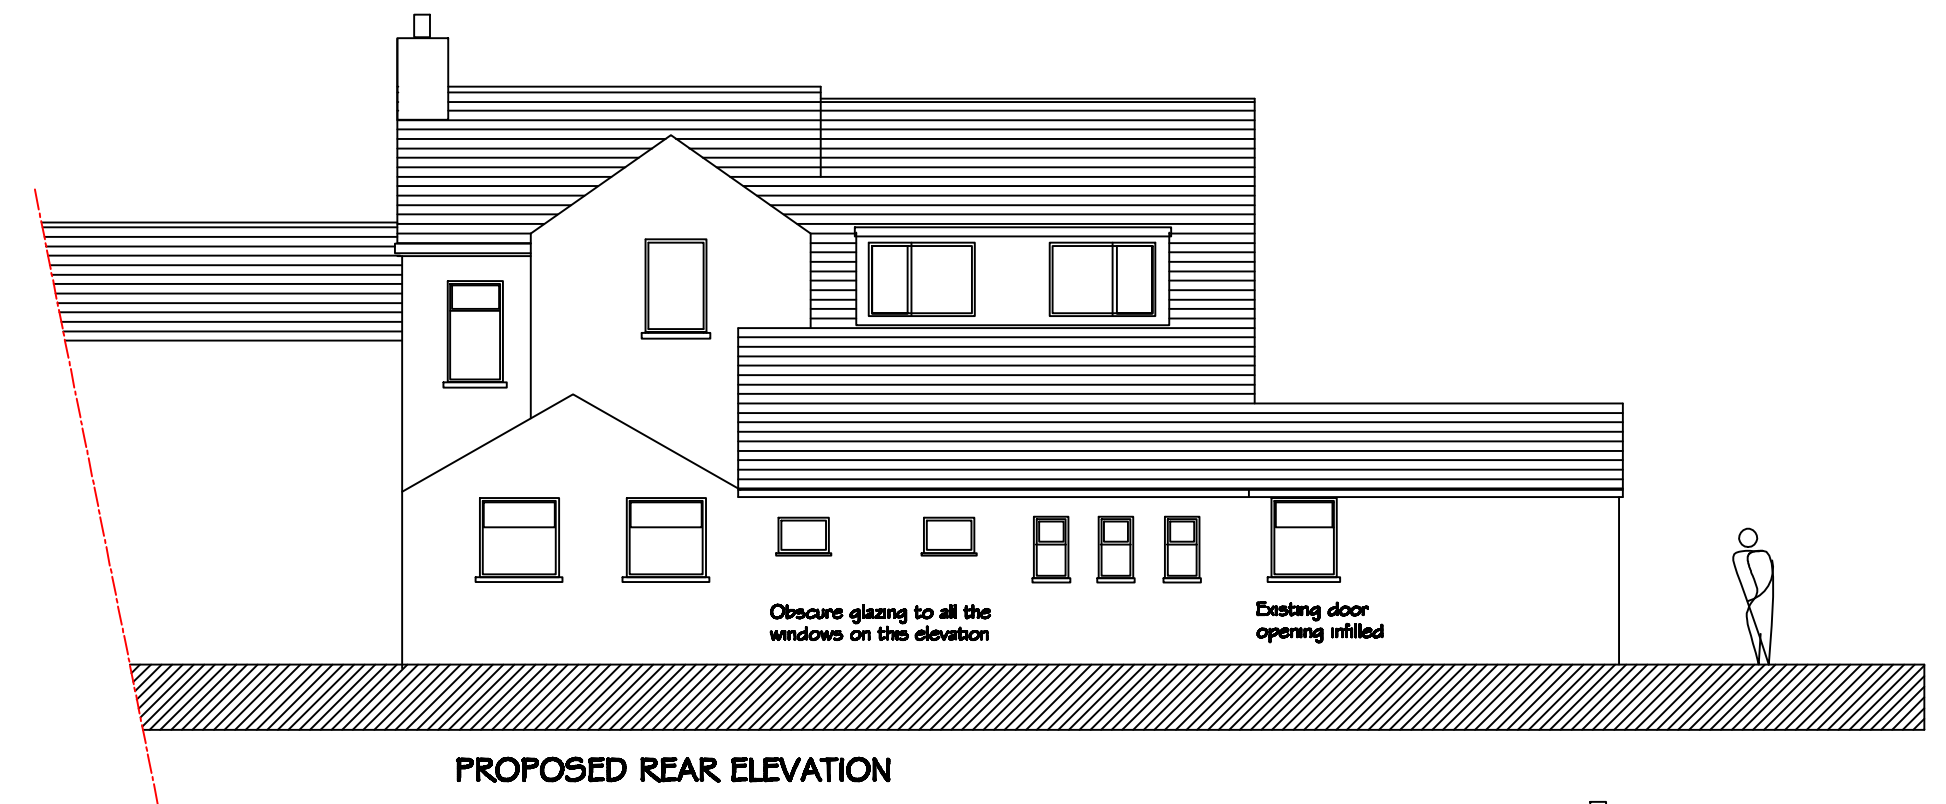 Obscure glazing to all the
windows on this elevation
Existing door
opening infilled
PROPOSED REAR ELEVATION